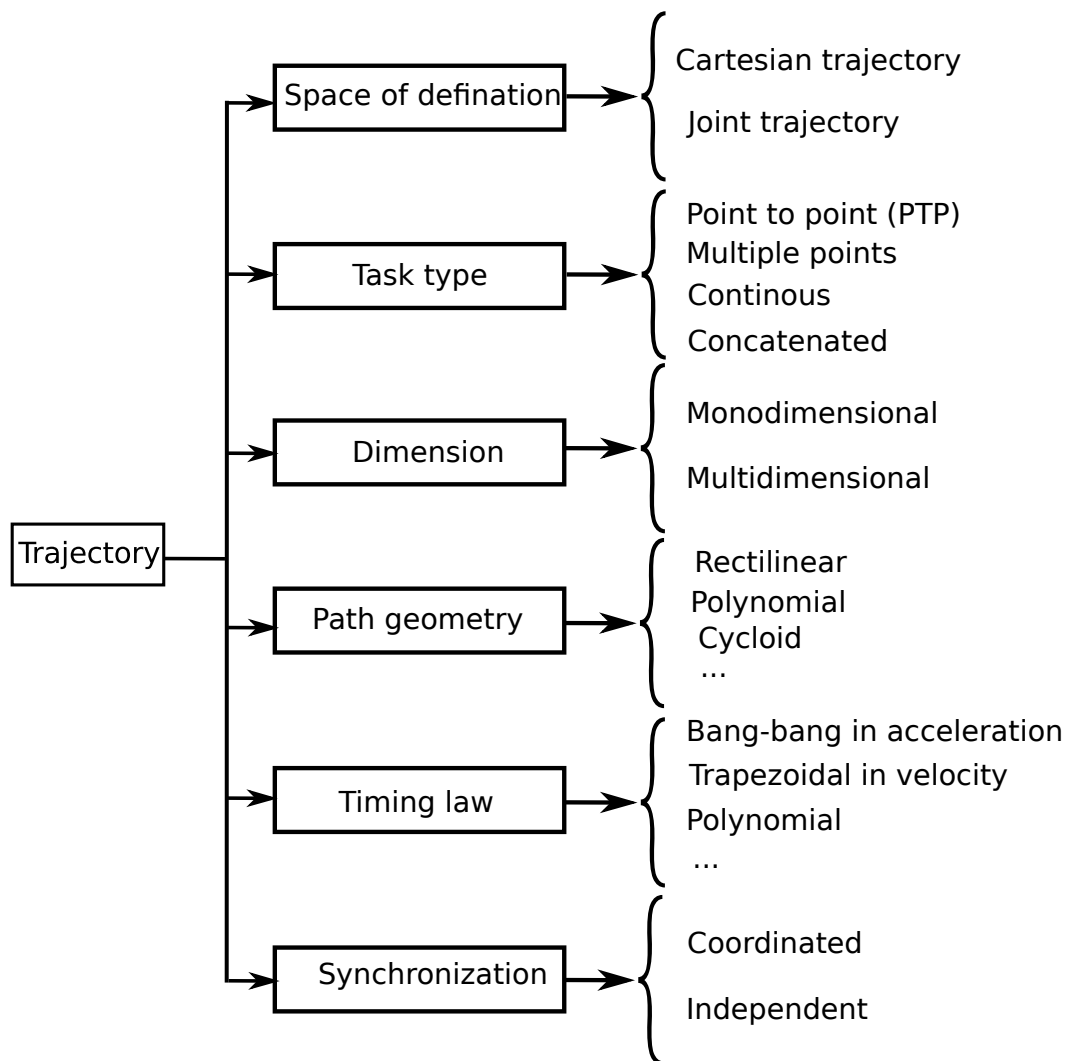 Space of defination
Cartesian trajectory
Joint trajectory
Task type
Point to point (PTP)
Multiple points
Continous
Concatenated
Dimension
Monodimensional
Multidimensional
Trajectory
Path geometry
Rectilinear
Polynomial
Cycloid
...
Timing law
Bang-bang in acceleration
Trapezoidal in velocity
Polynomial
...
Synchronization
Coordinated
Independent